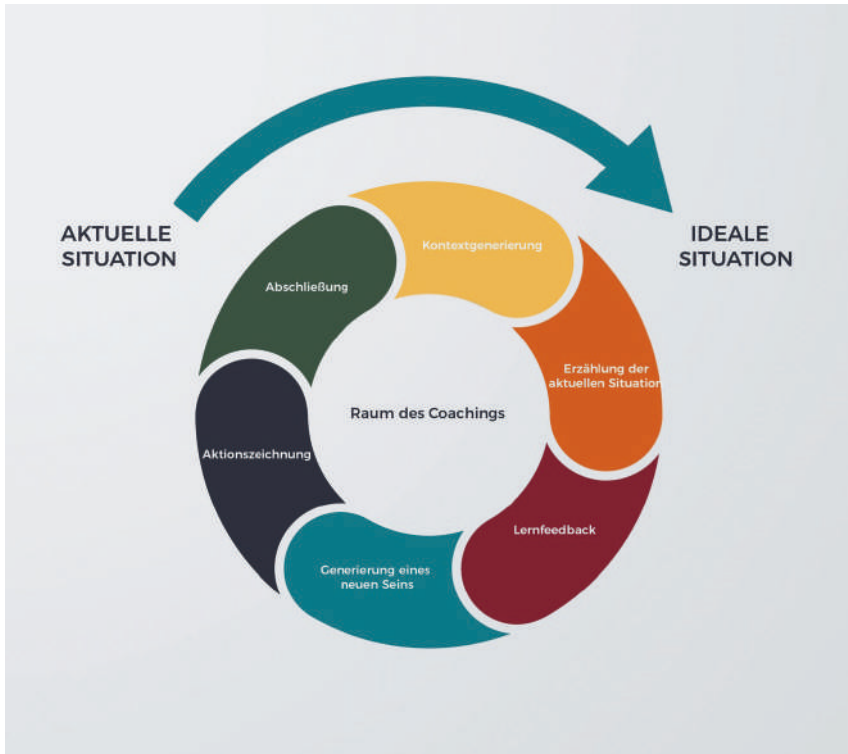 AKTUELLE
SITUATION
IDEALE
SITUATION
Kontextgenerierung
Erzählung der
aktuellen Situation
Lernfeedback
Generierung eines
neuen Seins
Aktionszeichnung
Abschließung
Raum des Coachings